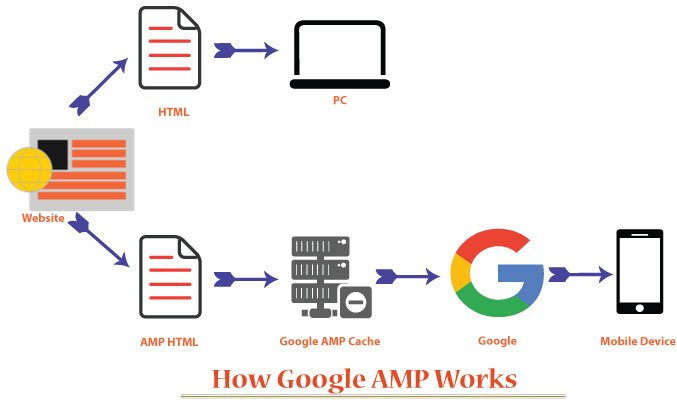 HTML
PC
Website
AMP HTML
Google AMP Cache
Google
Mobile Device
How Google AMP Works